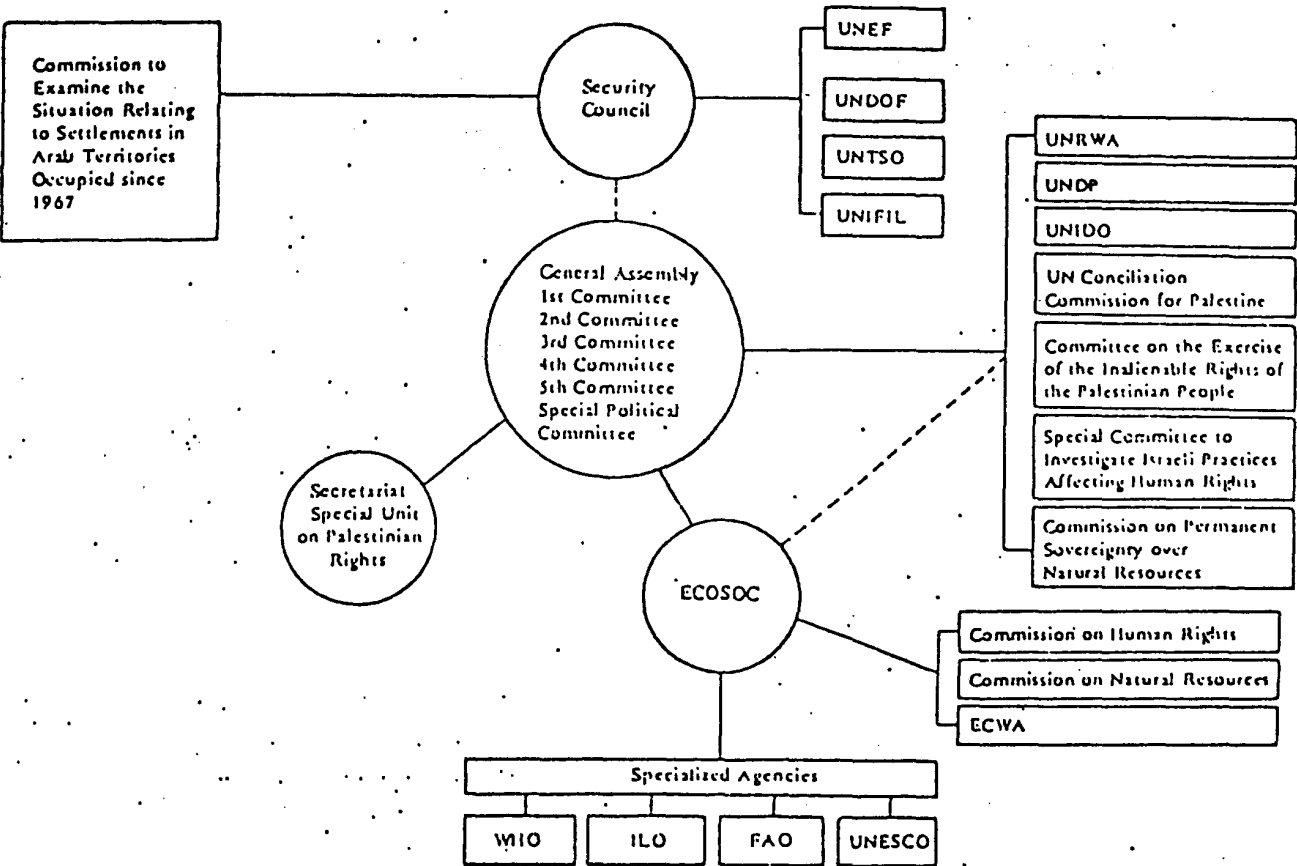 Commission to
Examine the
Situation Relating
to Settlements in
Arab Territories
Occupied since
1967
Security
Council
UNEF
UNDOF
UNTSO
UNIFIL
General Assembly
1st Committee
2nd Committee
3rd Committee
4th Committee
5th Committee
Special Political
Committee
UNRWA
UNDP
UNIDO
UN Conciliation
Commission for Palestine
Committee on the Exercise
of the Inalienable Rights of
the Palestinian People
Special Committee to
Investigate Israeli Practices
Affecting Human Rights
Commission on Permanent
Sovereignty over
Natural Resources
Secretariat
Special Unit
on Palestinian
Rights
ECOSOC
Commission on Human Rights
Commission on Natural Resources
ECWA
Specialized Agencies
WHO
ILO
FAO
UNESCO